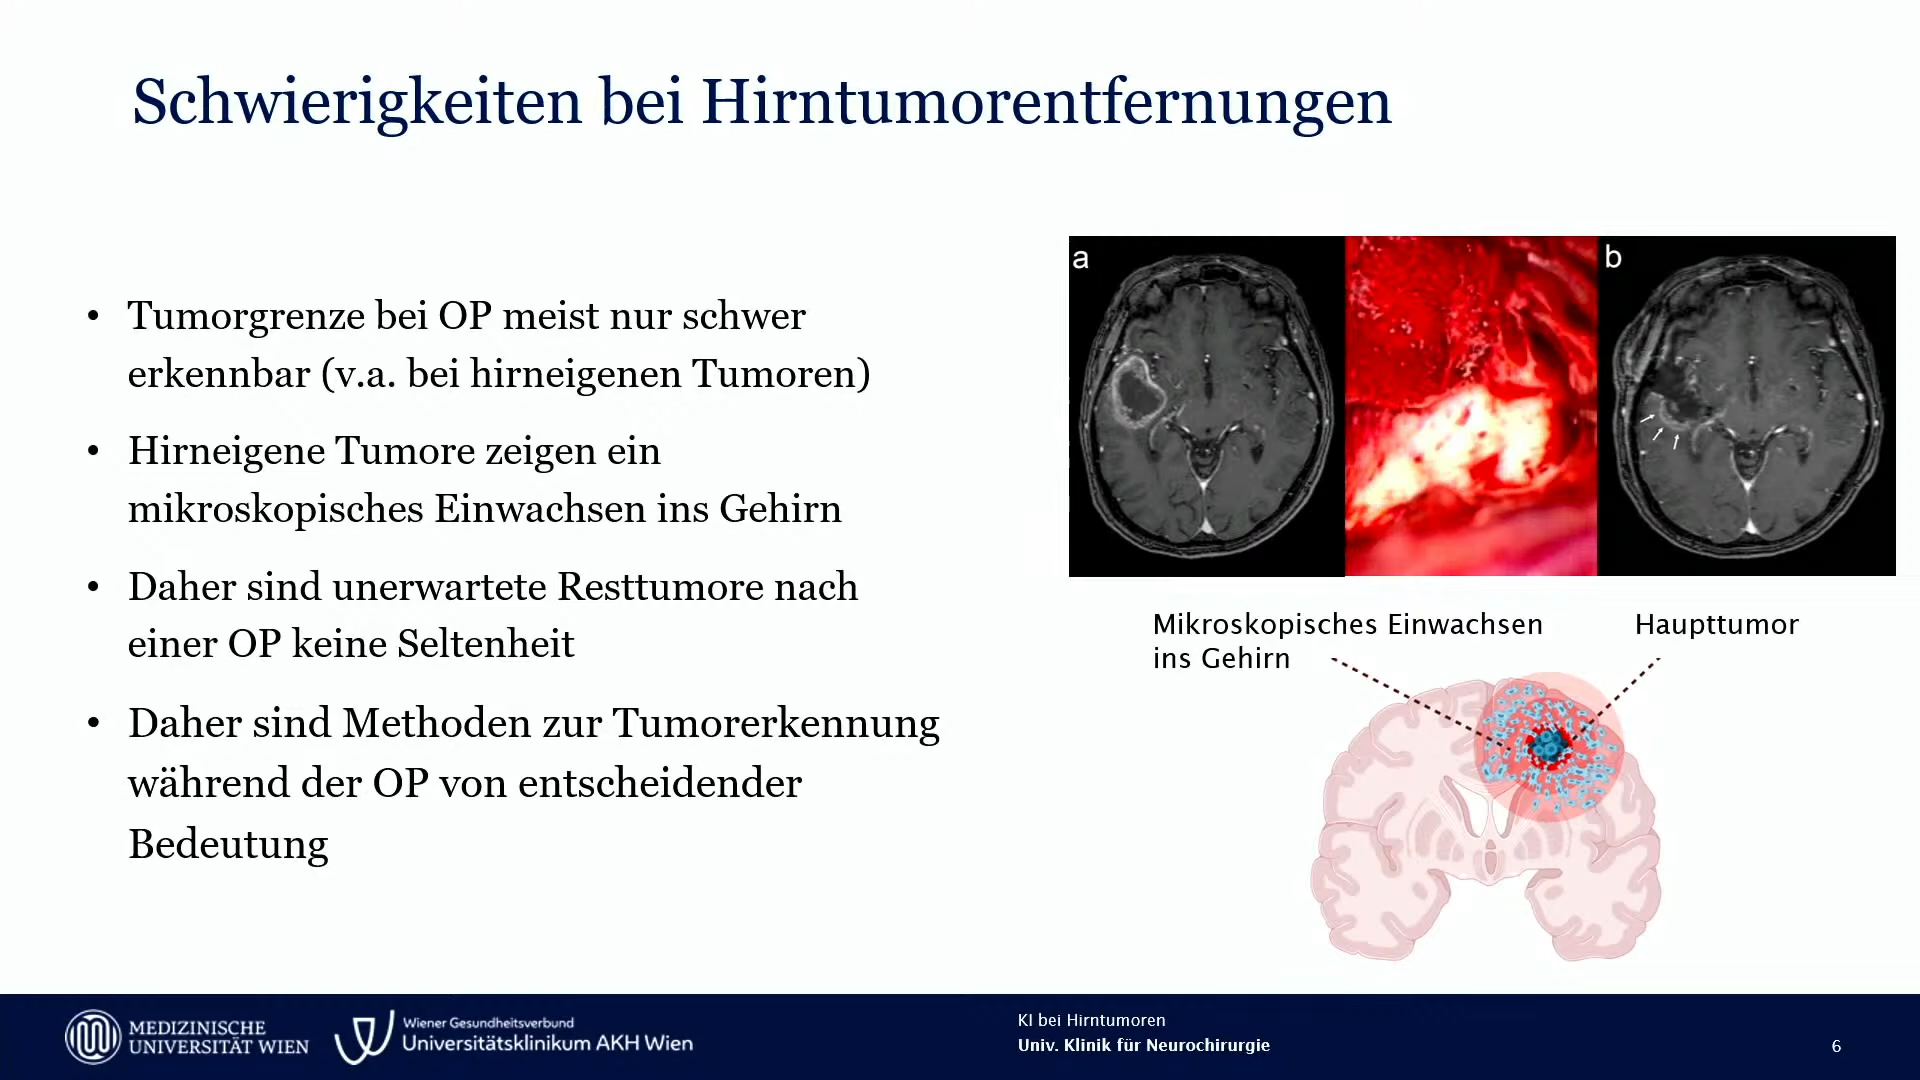 Schwierigkeiten bei Hirntumorentfernungen
• Tumorgrenze bei OP meist nur schwer
erkennbar (v.a. bei hirneigenen Tumoren)
• Hirneigene Tumore zeigen ein
mikroskopisches Einwachsen ins Gehirn
• Daher sind unerwartete Resttumore nach
einer OP keine Seltenheit
• Daher sind Methoden zur Tumorerkennung
während der OP von entscheidender
Bedeutung
a
b
Mikroskopisches Einwachsen
ins Gehirn
Haupttumor
MEDIZINISCHE
UNIVERSITÄT WIEN
Wiener Gesundheitsverbund
Universitätsklinikum AKH Wien
KI bei Hirntumoren
Univ. Klinik für Neurochirurgie
6